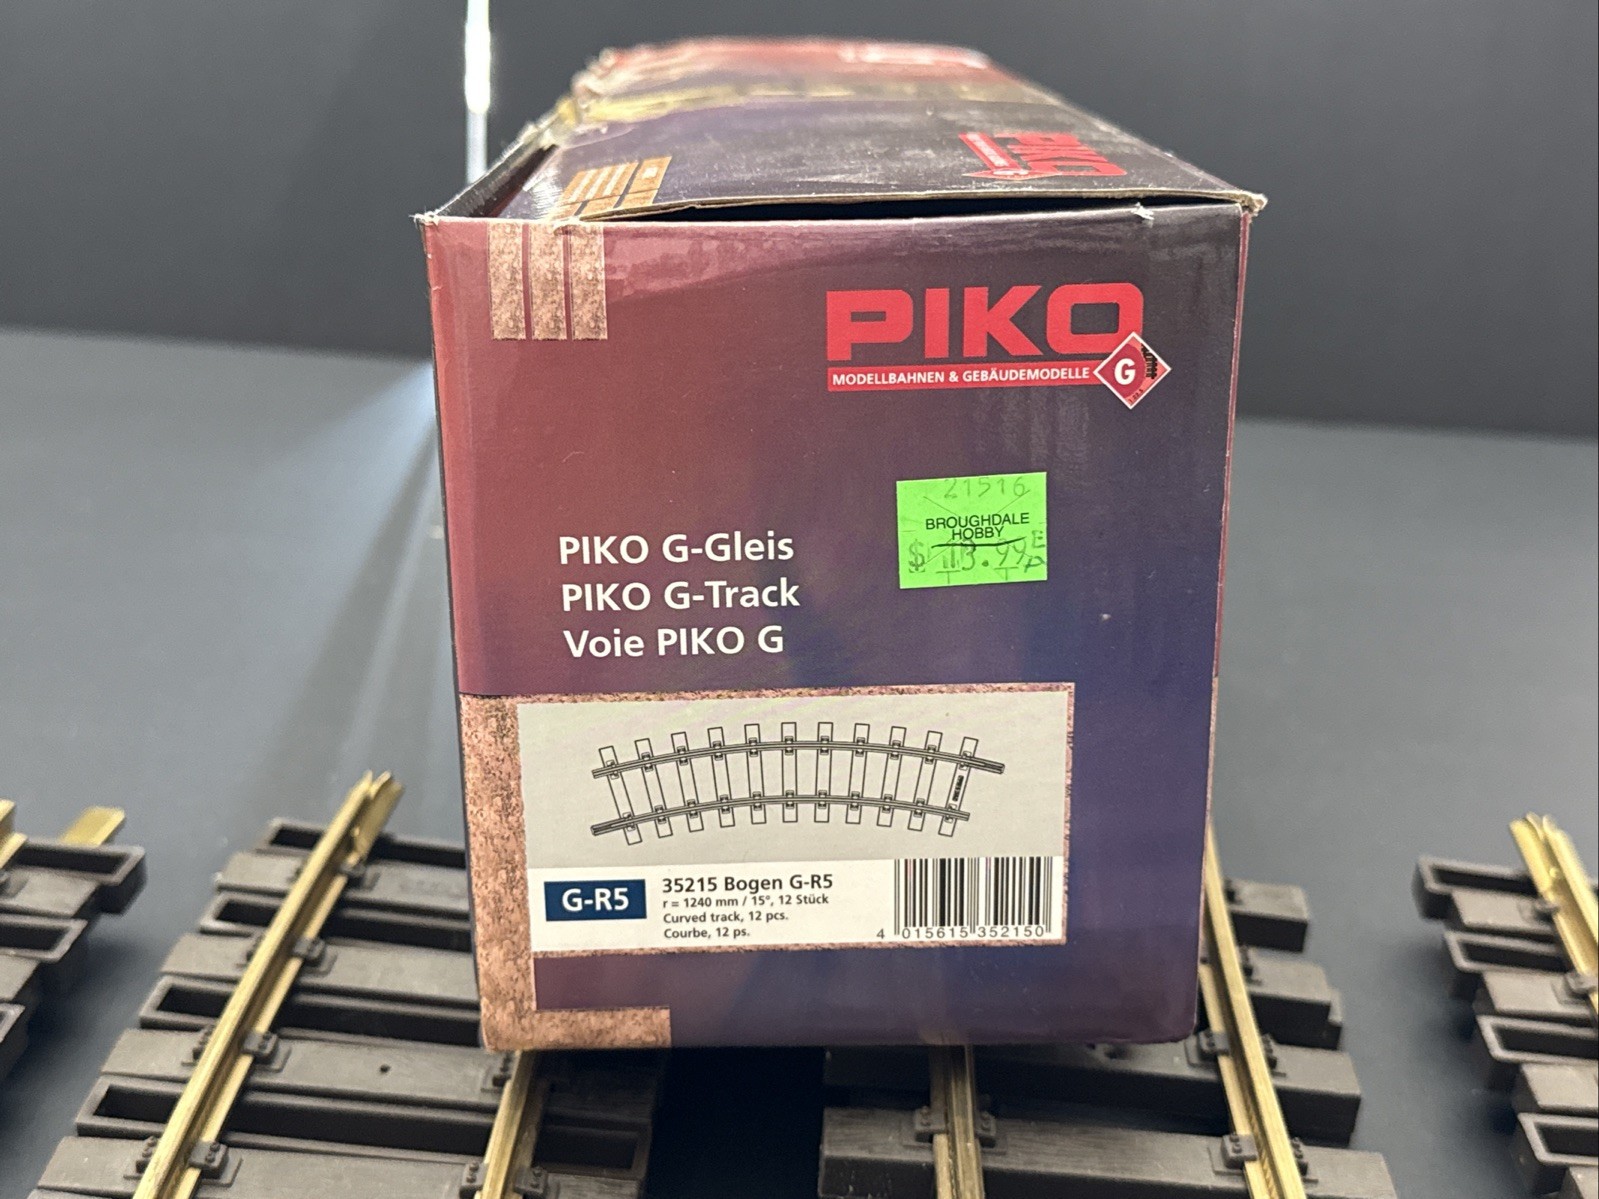 PIKO
PIKO
MODELLBAHNEN & GEBÄUDEMODELLE
G
21516
BROUGHDALE
HOBBY
PIKO G-Gleis
PIKO G-Track
Voie PIKO G
G-R5
35215 Bogen G-R5
r = 1240 mm / 15°, 12 Stück
Curved track, 12 pcs.
Courbe, 12 ps.
4 015615 352150